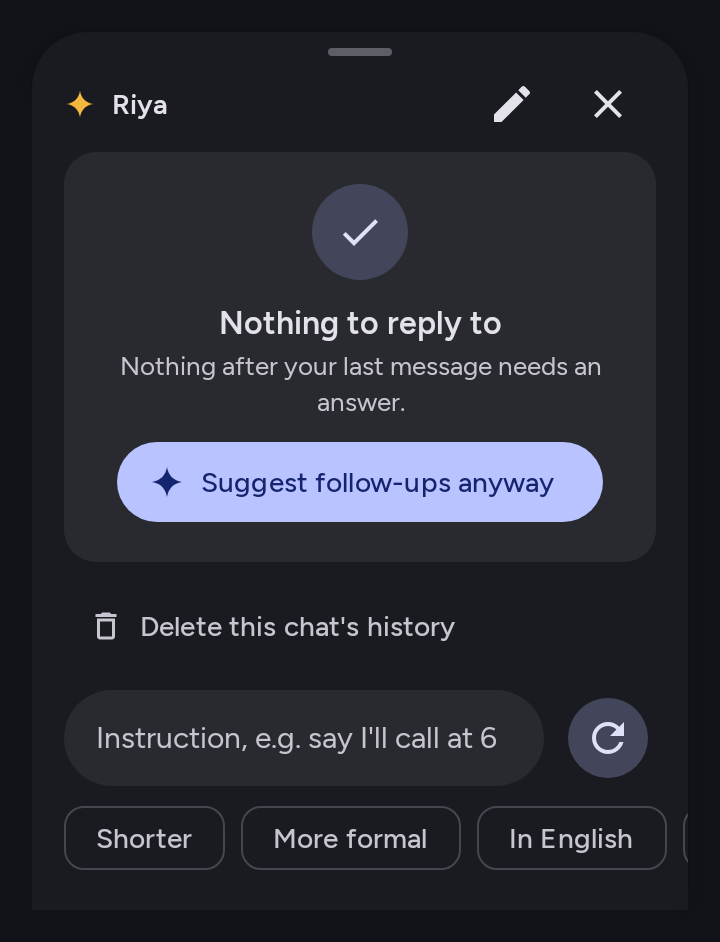 Riya
Nothing to reply to
Nothing after your last message needs an
answer.
Suggest follow-ups anyway
Delete this chat's history
Instruction, e.g. say I'll call at 6
Shorter
More formal
In English